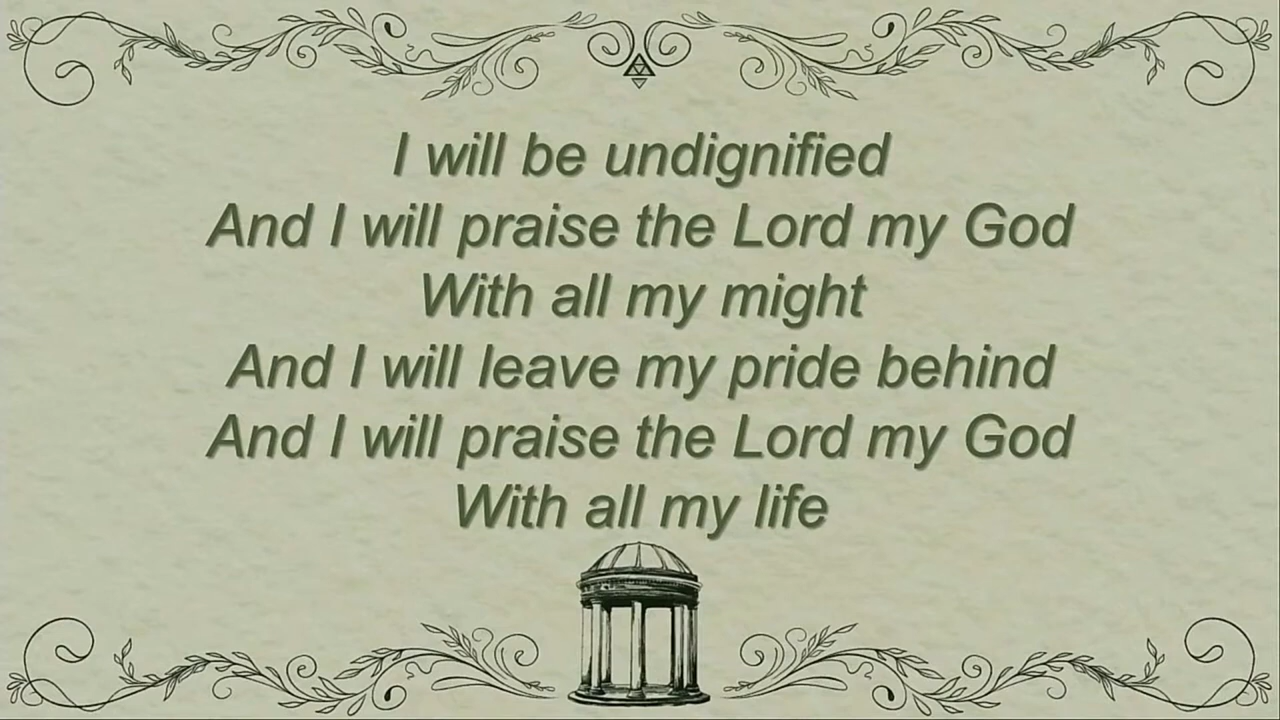 I will be undignified
And I will praise the Lord my God
With all my might
And I will leave my pride behind
And I will praise the Lord my God
With all my life